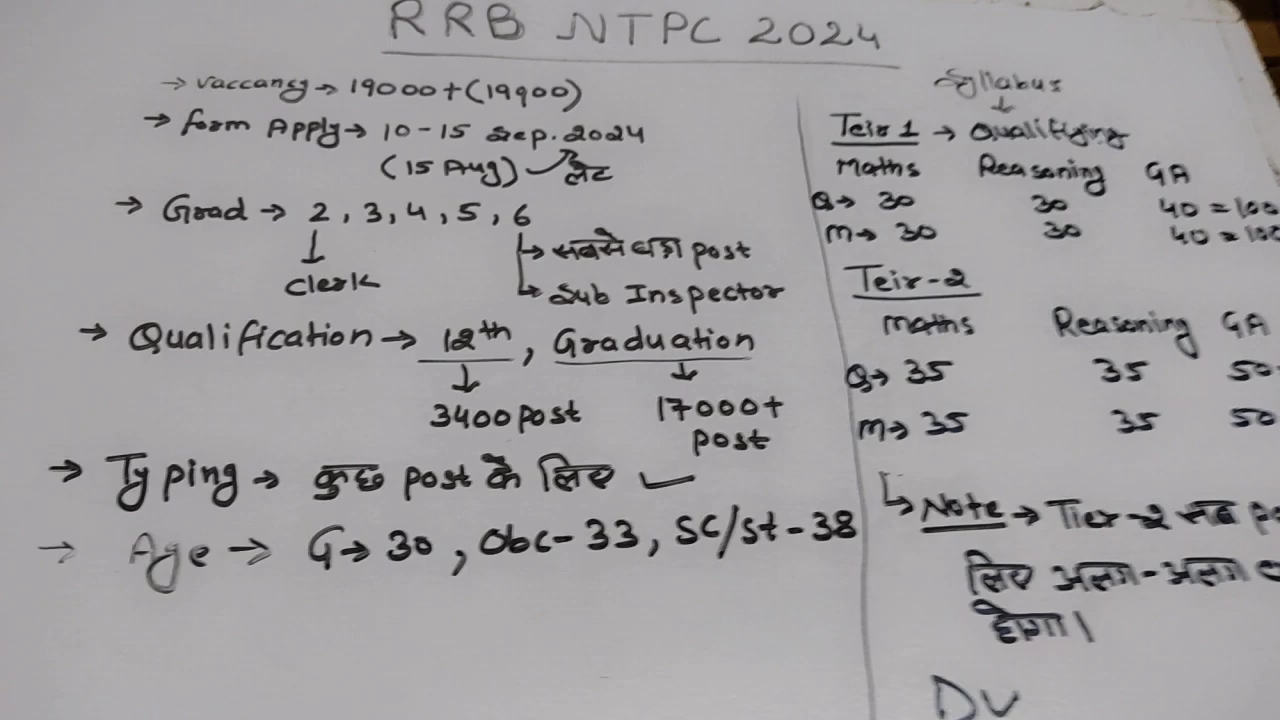 RRB NTPC 2024
→ vaccancy → 19000+(19900)
→ form Apply → 10-15 Sep. 2024
(15 Aug) लेट
→ Grad → 2, 3, 4, 5, 6
↓ ↳ सबसे बड़ा post
clerk ↳ Sub Inspector
→ Qualification → 12th, Graduation
↓ ↓
3400 post 17000+
post
→ Typing → कुछ post के लिए ✓
→ Age → G → 30, Obc - 33, SC/St - 38
Syllabus
↓
Teir 1 → Qualifying
Maths Reasoning GA
Q → 30 30 40 = 100
M → 30 30 40 = 100
Teir-2
Maths Reasoning GA
Q → 35 35 50
M → 35 35 50
↳ Note → Tier-2 सब
लिए अलग-अलग
होगा।
DV